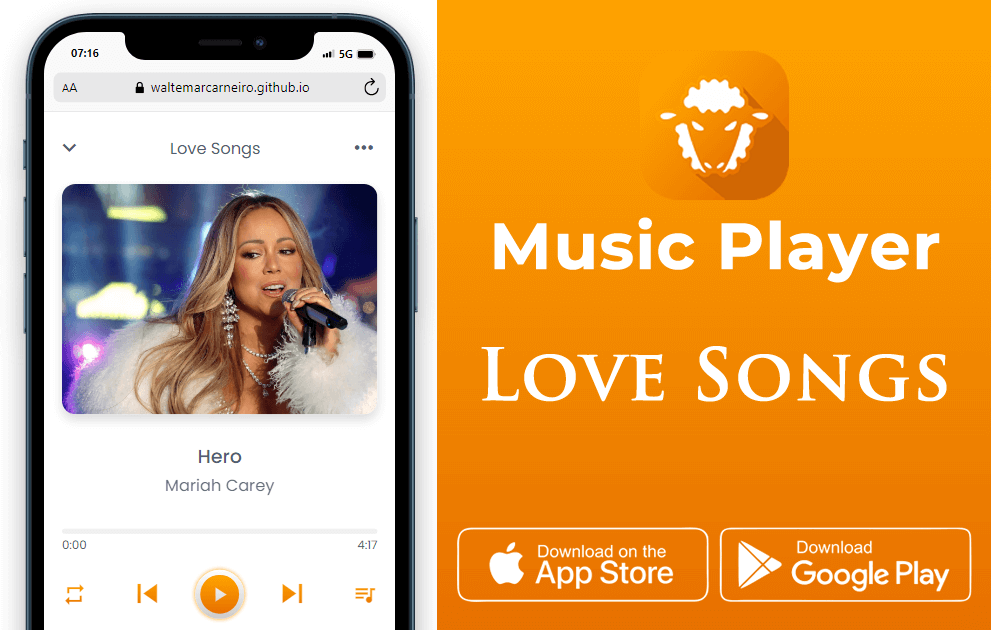 07:16
5G
AA
waltemarcarneiro.github.io
Love Songs
Hero
Mariah Carey
0:00
4:17
Music Player
Love Songs
Download on the
App Store
Download
Google Play